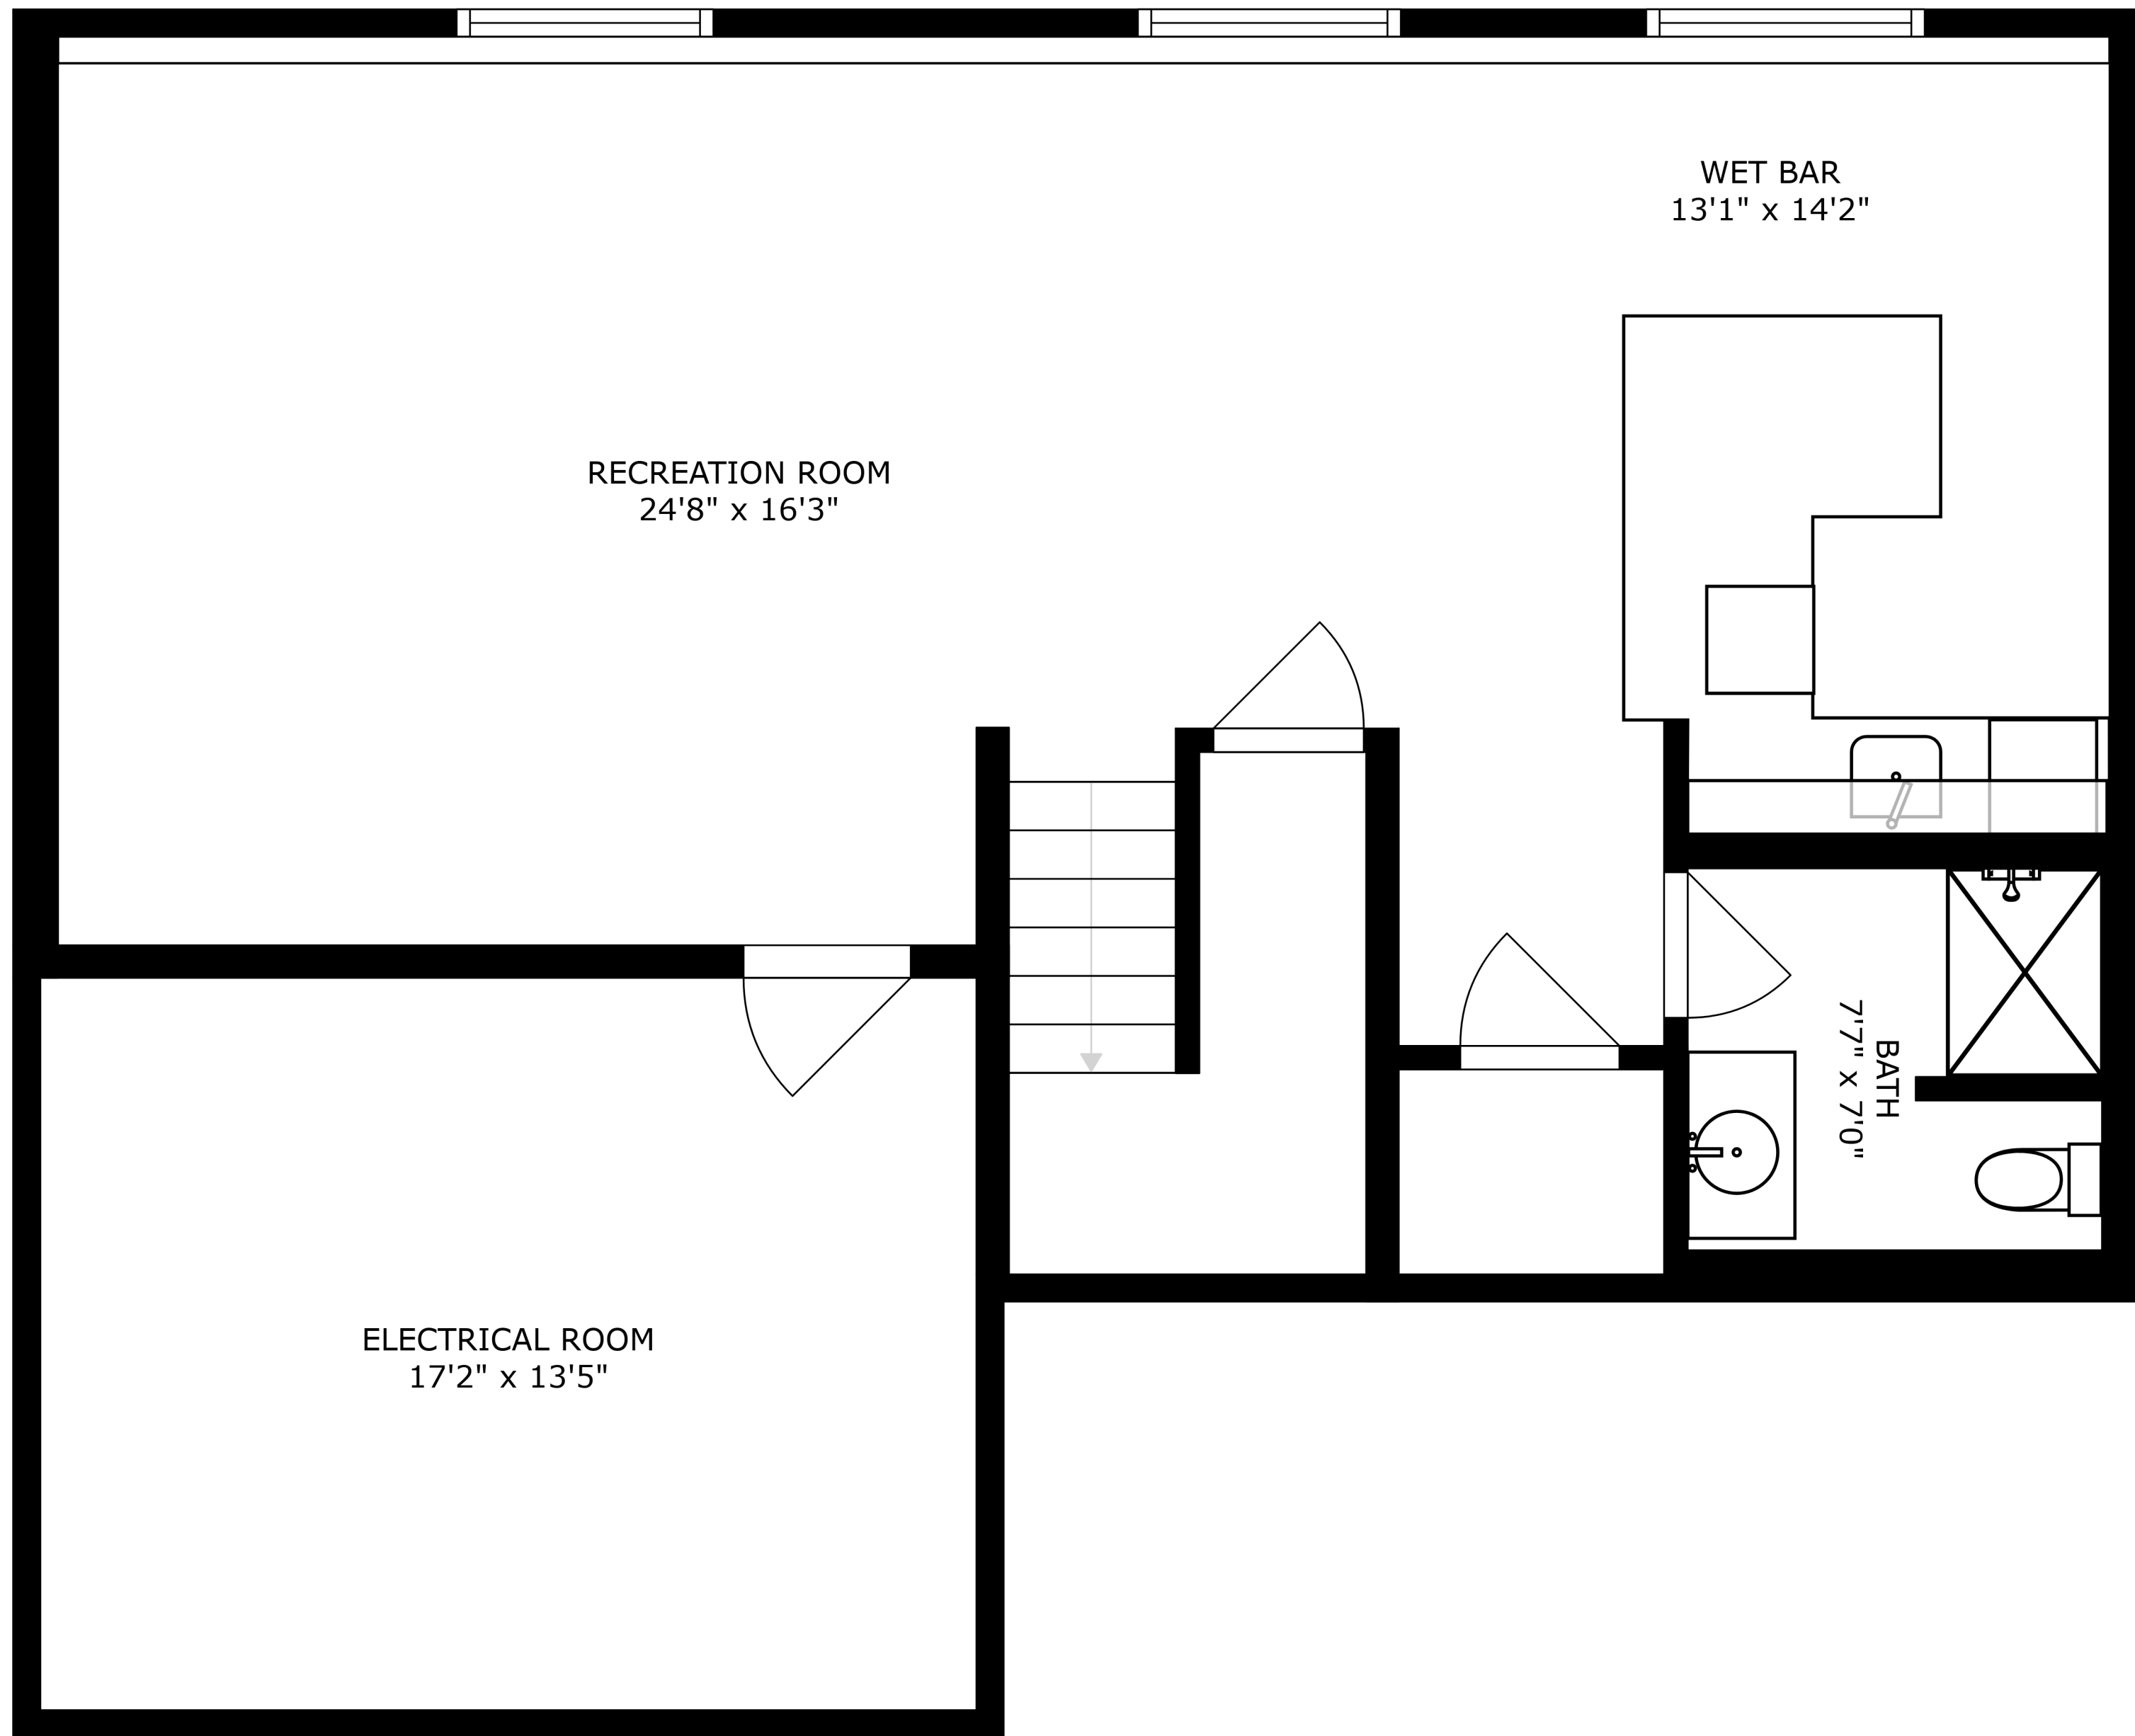 WET BAR
13'1" x 14'2"
RECREATION ROOM
24'8" x 16'3"
BATH
7'7" x 7'0"
ELECTRICAL ROOM
17'2" x 13'5"